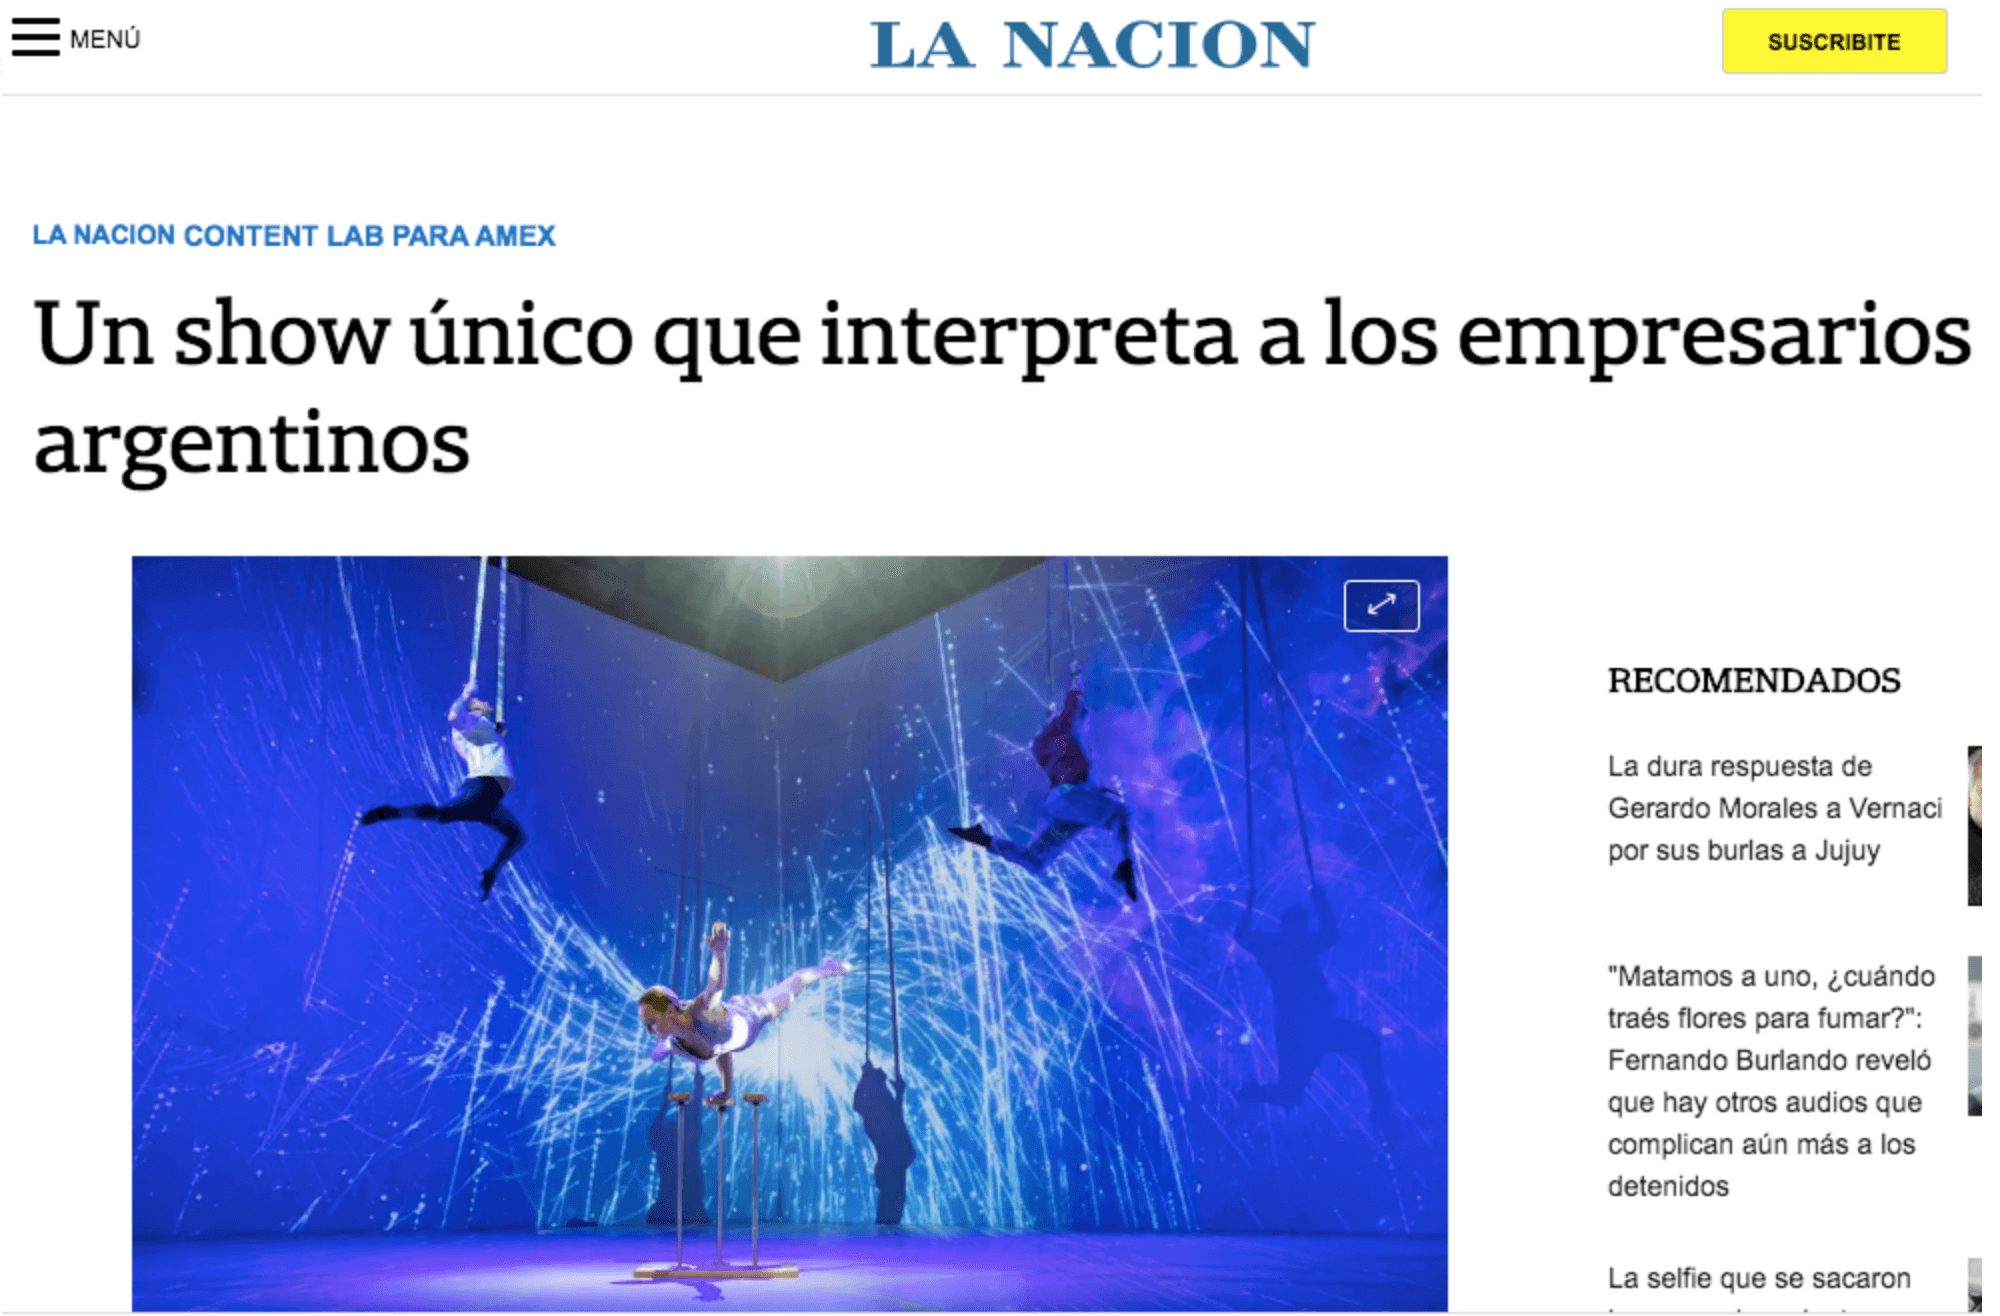 MENÚ
LA NACION
SUSCRIBITE
LA NACION CONTENT LAB PARA AMEX
Un show único que interpreta a los empresarios
argentinos
RECOMENDADOS
La dura respuesta de
Gerardo Morales a Vernaci
por sus burlas a Jujuy
"Matamos a uno, ¿cuándo
traés flores para fumar?":
Fernando Burlando reveló
que hay otros audios que
complican aún más a los
detenidos
La selfie que se sacaron